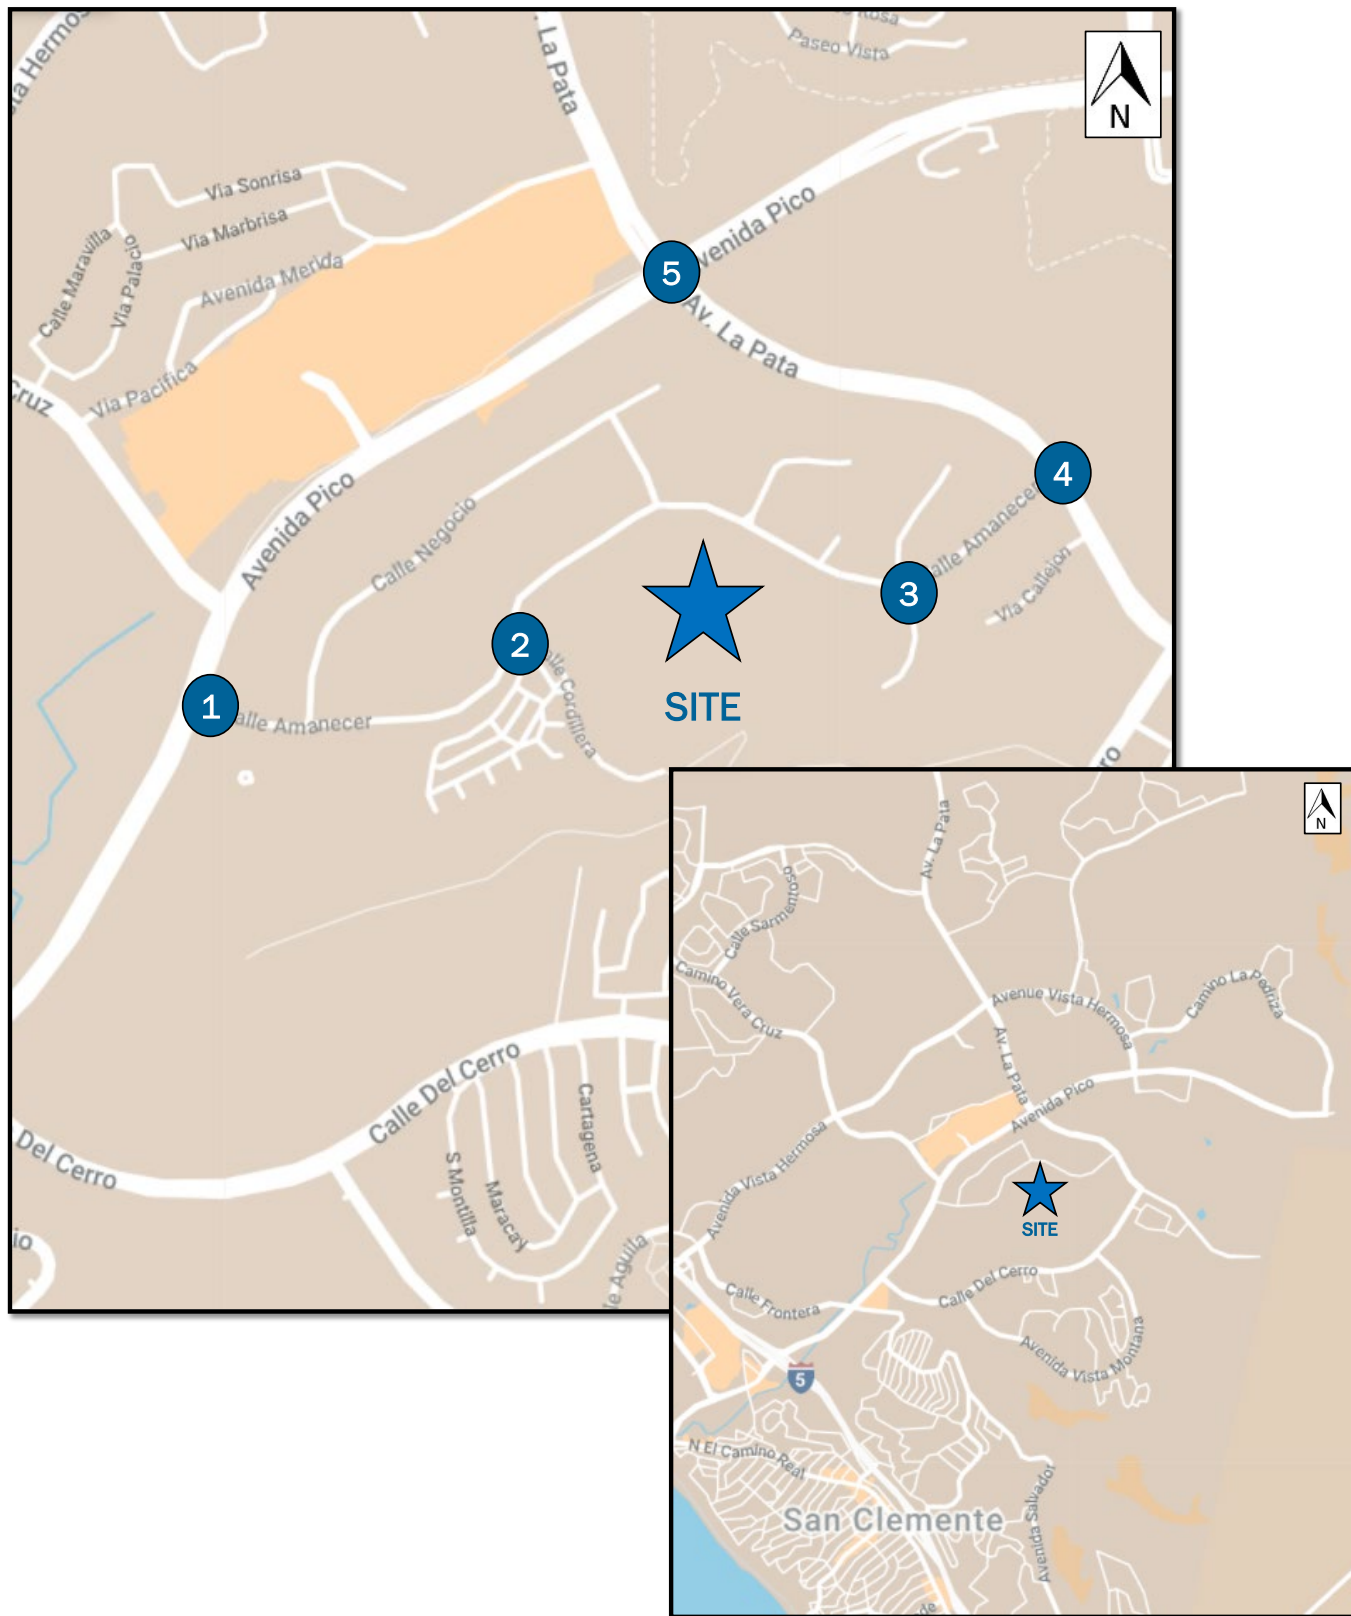 La Pata
Paseo Vista
N
Via Sonrisa
Via Marbrisa
Calle Maravilla
Via Palacio
Avenida Merida
Avenida Pico
5
Av. La Pata
Via Pacifica
Cruz
4
Avenida Pico
Calle Negocio
Calle Amanecer
Via Callejon
3
2
Calle Cordillera
SITE
1
Calle Amanecer
Calle Del Cerro
Del Cerro
Cartagena
S Montilla
Maracay
N
Av. La Pata
Calle Sarmentoso
Camino Vera Cruz
Avenue Vista Hermosa
Camino La Pedriza
Av. La Pata
Avenida Pico
Avenida Vista Hermosa
SITE
Calle Del Cerro
Calle Frontera
Avenida Vista Montana
5
N El Camino Real
Avenida Salvador
San Clemente